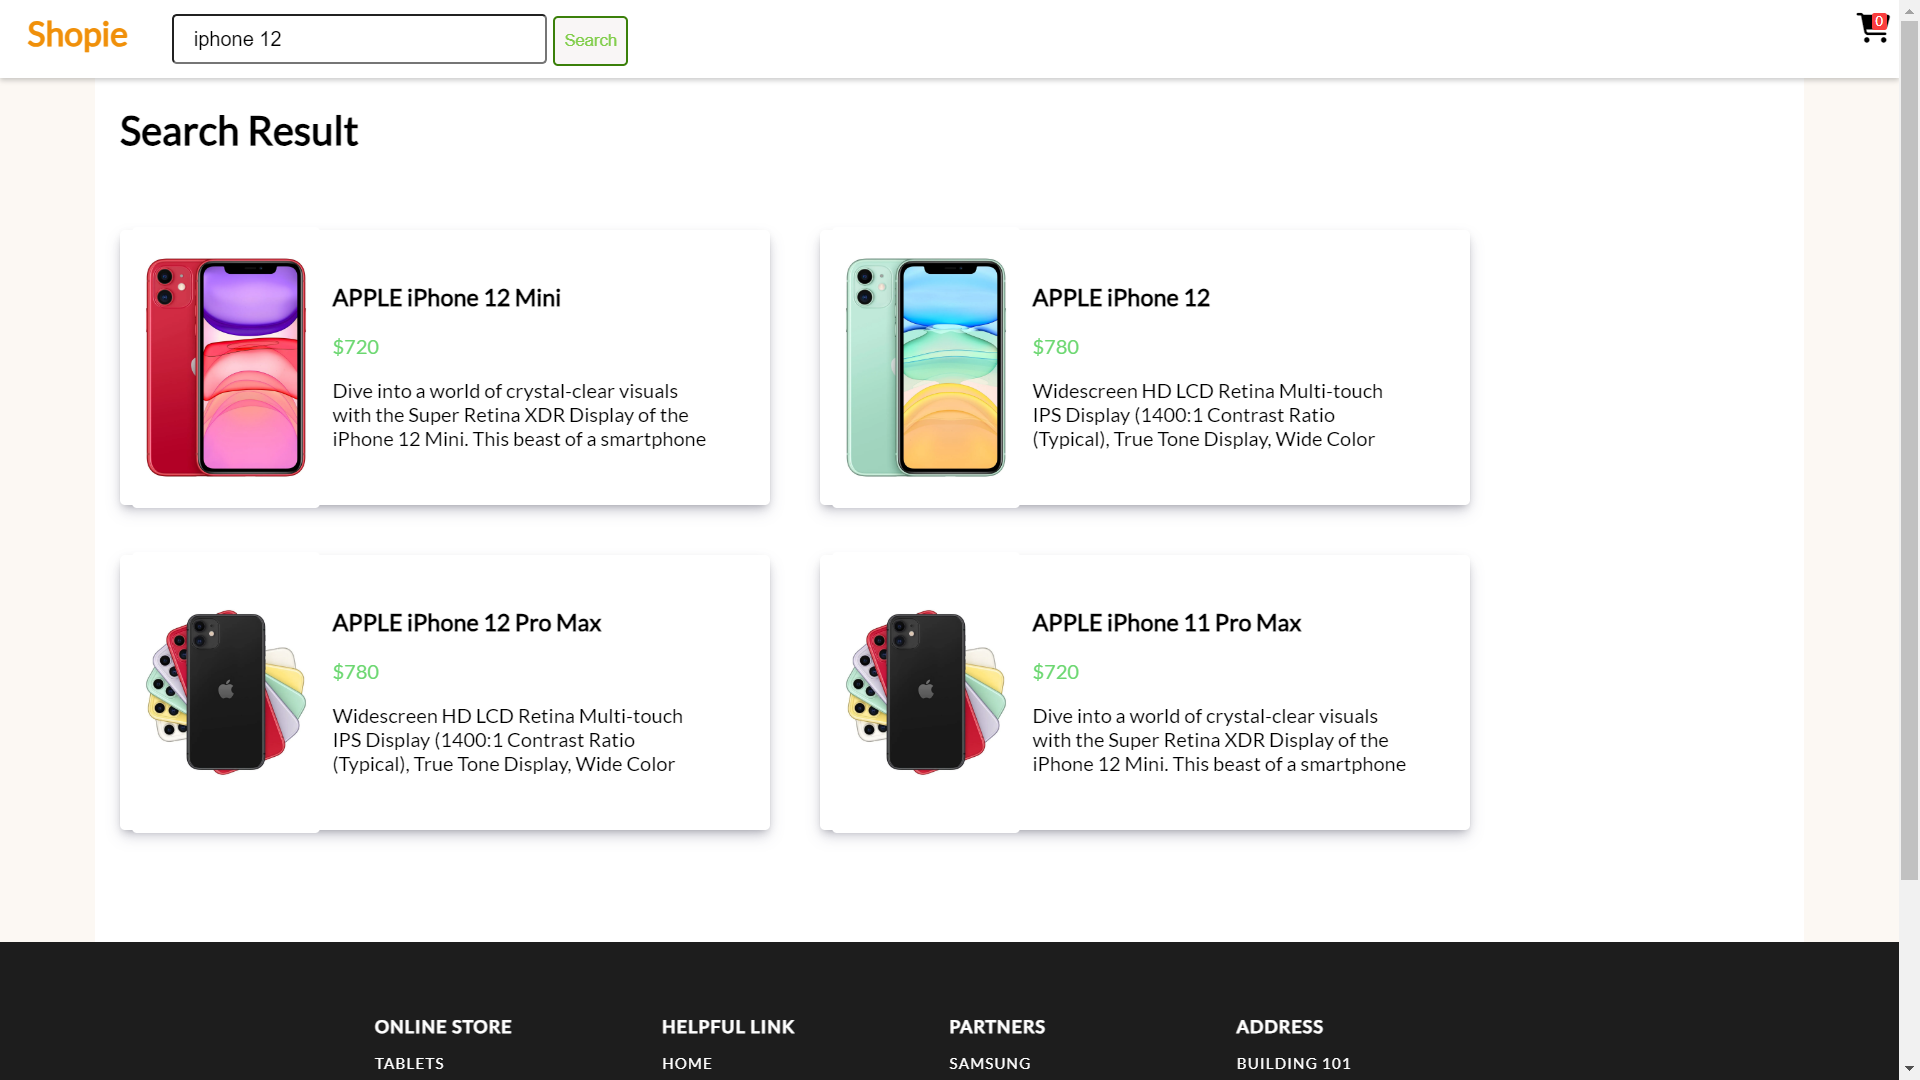 Shopie
iphone 12
Search
0
Search Result
APPLE iPhone 12 Mini
$720
Dive into a world of crystal-clear visuals
with the Super Retina XDR Display of the
iPhone 12 Mini. This beast of a smartphone
APPLE iPhone 12
$780
Widescreen HD LCD Retina Multi-touch
IPS Display (1400:1 Contrast Ratio
(Typical), True Tone Display, Wide Color
APPLE iPhone 12 Pro Max
$780
Widescreen HD LCD Retina Multi-touch
IPS Display (1400:1 Contrast Ratio
(Typical), True Tone Display, Wide Color
APPLE iPhone 11 Pro Max
$720
Dive into a world of crystal-clear visuals
with the Super Retina XDR Display of the
iPhone 12 Mini. This beast of a smartphone
ONLINE STORE
TABLETS
HELPFUL LINK
HOME
PARTNERS
SAMSUNG
ADDRESS
BUILDING 101